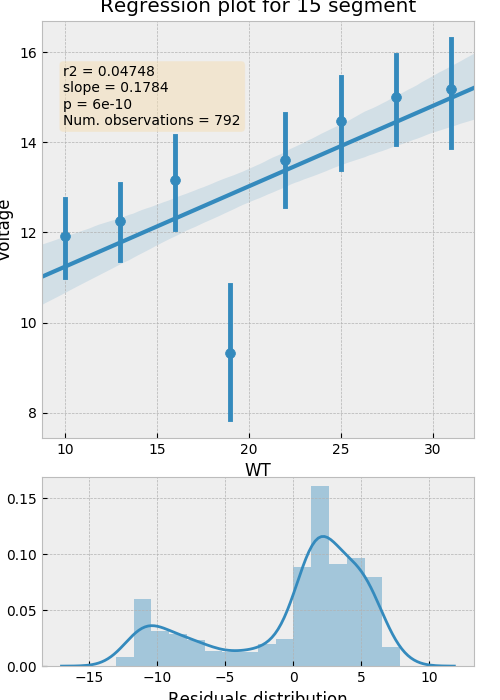 Regression plot for 15 segment
16
14
12
10
8
r2 = 0.04748
slope = 0.1784
p = 6e-10
Num. observations = 792
Voltage
10 15 20 25 30
WT
0.15
0.10
0.05
0.00
−15 −10 −5 0 5 10
Residuals distribution